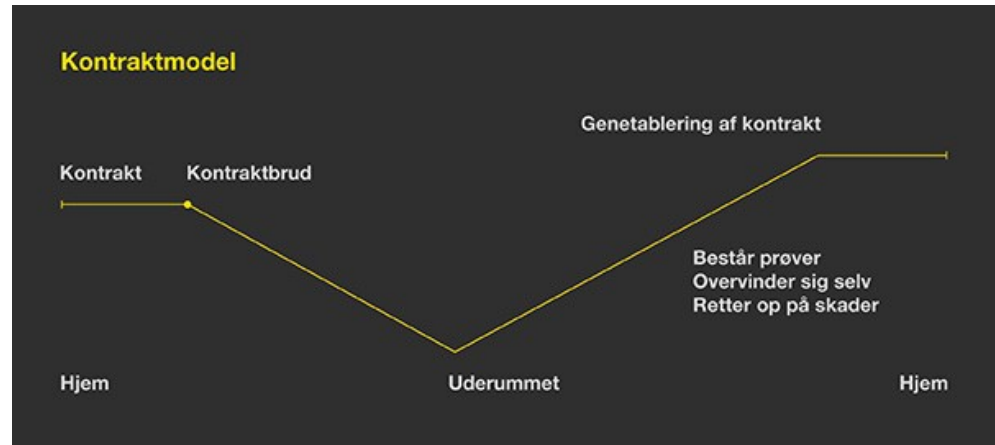 Kontraktmodel
Genetablering af kontrakt
Kontrakt
Kontraktbrud
Består prøver
Overvinder sig selv
Retter op på skader
Hjem
Uderummet
Hjem